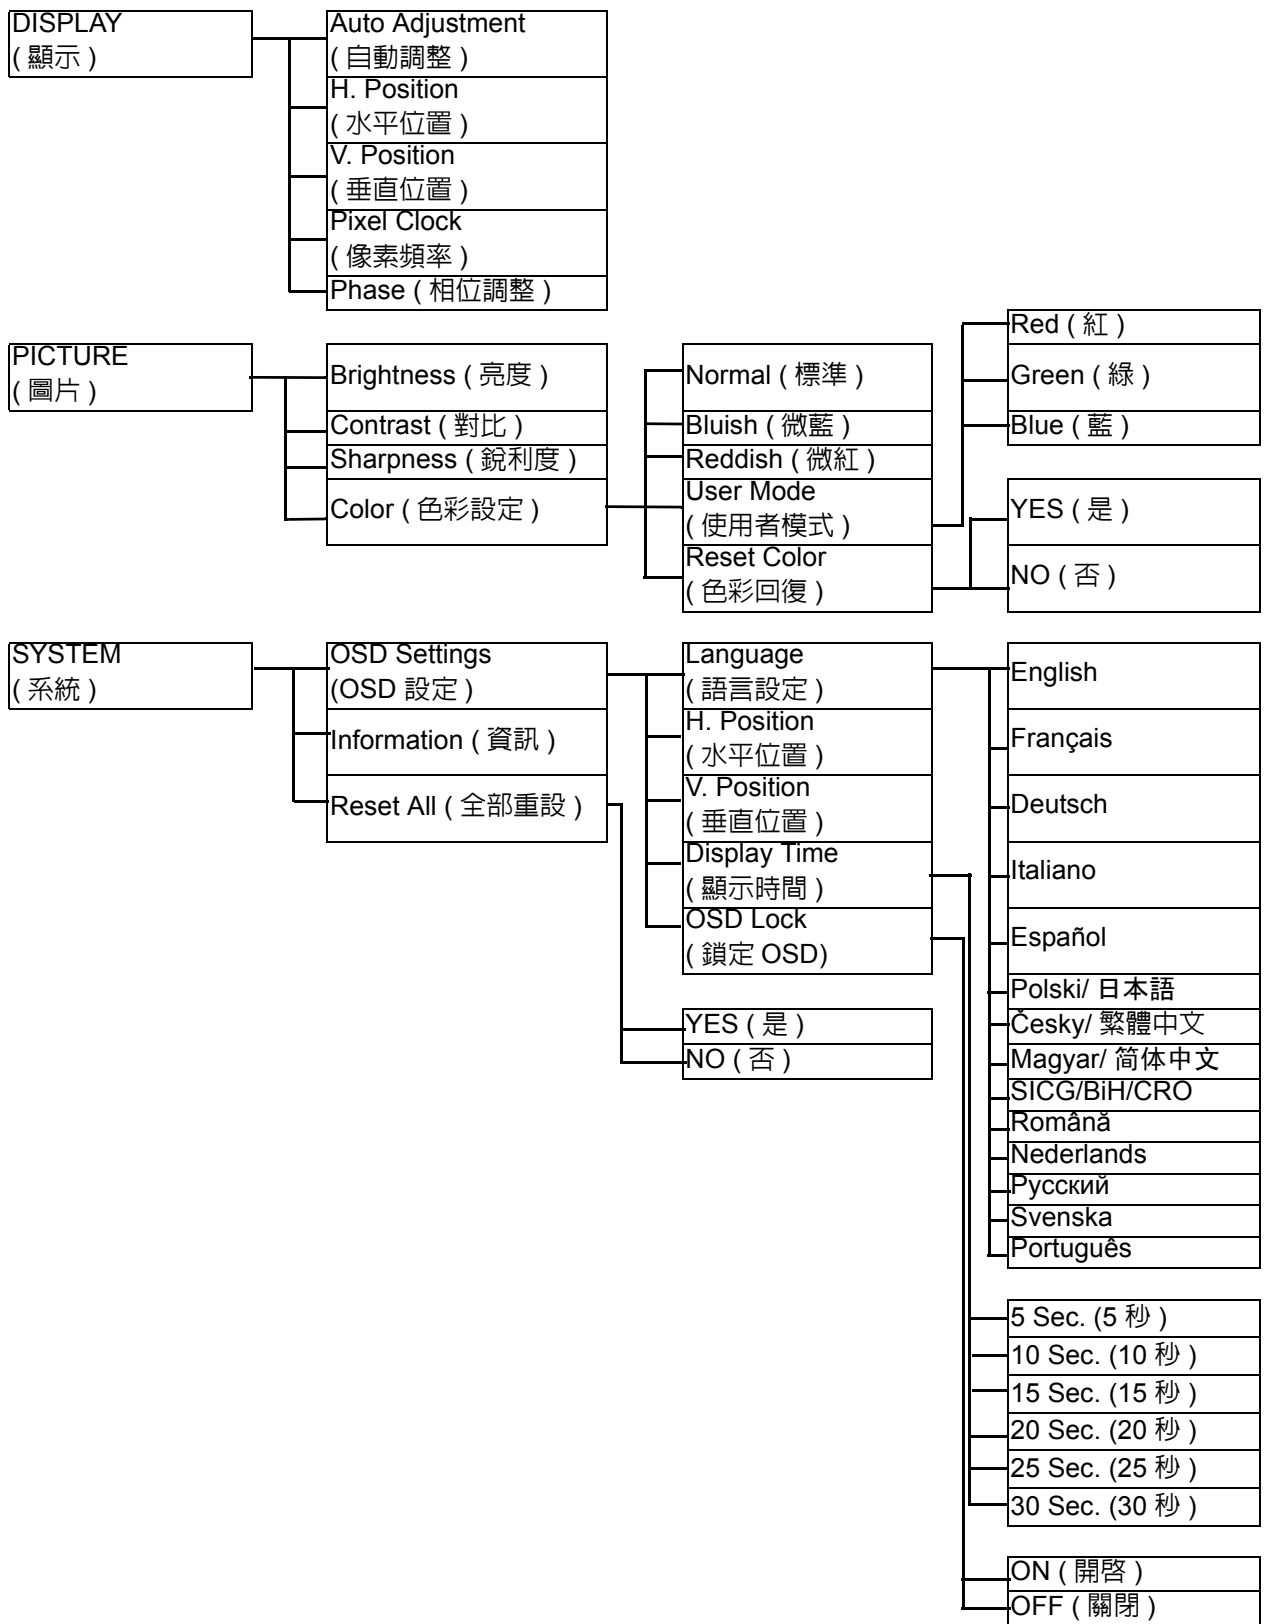 DISPLAY
( 顯示 )
Auto Adjustment
( 自動調整 )
H. Position
( 水平位置 )
V. Position
( 垂直位置 )
Pixel Clock
( 像素頻率 )
Phase ( 相位調整 )
PICTURE
( 圖片 )
Brightness ( 亮度 )
Contrast ( 對比 )
Sharpness ( 銳利度 )
Color ( 色彩設定 )
Normal ( 標準 )
Bluish ( 微藍 )
Reddish ( 微紅 )
User Mode
( 使用者模式 )
Reset Color
( 色彩回復 )
Red ( 紅 )
Green ( 綠 )
Blue ( 藍 )
YES ( 是 )
NO ( 否 )
SYSTEM
( 系統 )
OSD Settings
(OSD 設定 )
Information ( 資訊 )
Reset All ( 全部重設 )
Language
( 語言設定 )
H. Position
( 水平位置 )
V. Position
( 垂直位置 )
Display Time
( 顯示時間 )
OSD Lock
( 鎖定 OSD)
YES ( 是 )
NO ( 否 )
English
Français
Deutsch
Italiano
Español
Polski/ 日本語
Česky/ 繁體中文
Magyar/ 简体中文
SICG/BiH/CRO
Română
Nederlands
Русский
Svenska
Português
5 Sec. (5 秒 )
10 Sec. (10 秒 )
15 Sec. (15 秒 )
20 Sec. (20 秒 )
25 Sec. (25 秒 )
30 Sec. (30 秒 )
ON ( 開啓 )
OFF ( 關閉 )